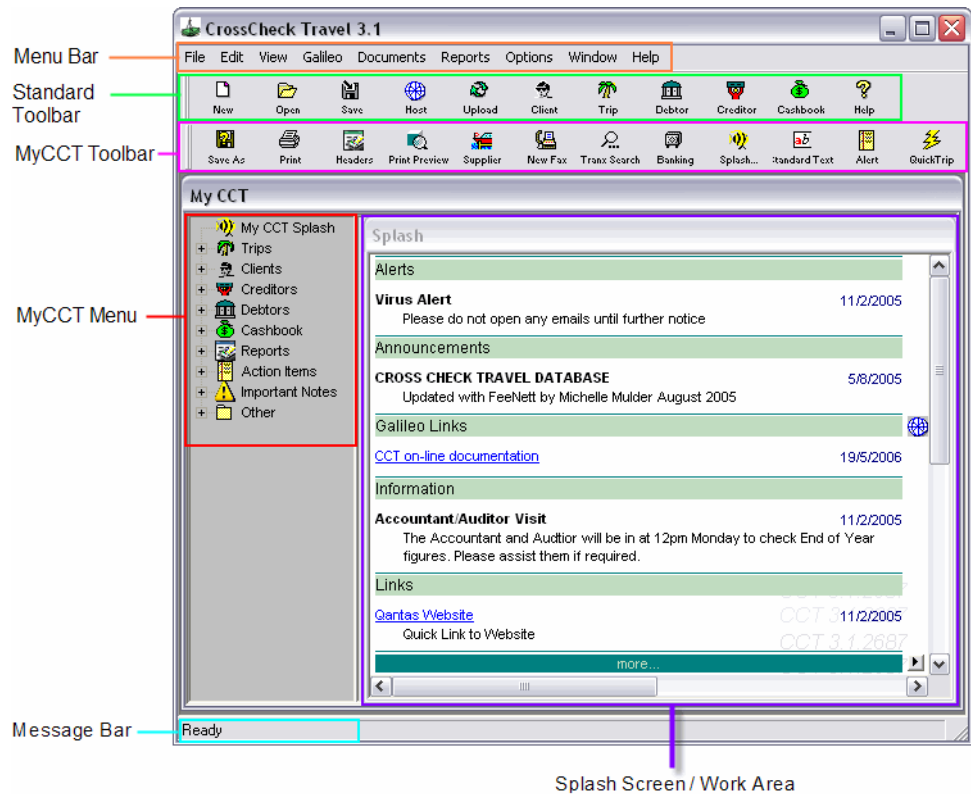 CrossCheck Travel 3.1
Menu Bar
File Edit View Galileo Documents Reports Options Window Help
Standard
Toolbar
New Open Save Host Upload Client Trip Debtor Creditor Cashbook Help
MyCCT Toolbar
Save As Print Headers Print Preview Supplier New Fax Tranx Search Banking Splash... Standard Text Alert QuickTrip
My CCT
MyCCT Menu
My CCT Splash
Trips
Clients
Creditors
Debtors
Cashbook
Reports
Action Items
Important Notes
Other
Splash
Alerts
Virus Alert 11/2/2005
Please do not open any emails until further notice
Announcements
CROSS CHECK TRAVEL DATABASE 5/8/2005
Updated with FeeNett by Michelle Mulder August 2005
Galileo Links
CCT on-line documentation 19/5/2006
Information
Accountant/Auditor Visit 11/2/2005
The Accountant and Audtior will be in at 12pm Monday to check End of Year
figures. Please assist them if required.
Links
Qantas Website 11/2/2005
Quick Link to Website
CCT 3.1.2687
more...
Message Bar
Ready
Splash Screen / Work Area